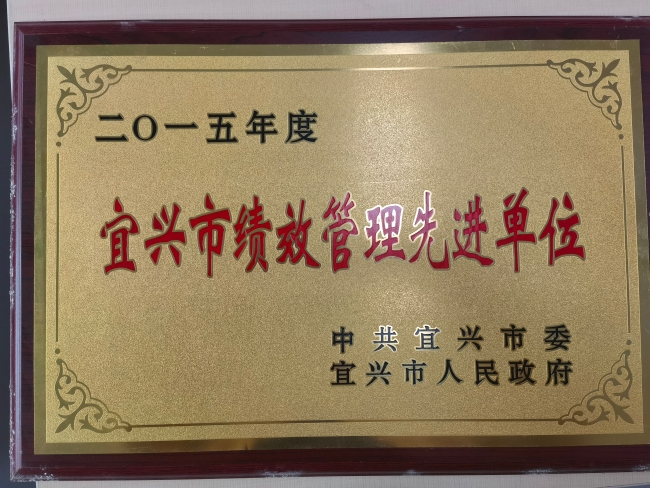 二〇一五年度
宜兴市绩效管理先进单位
中共宜兴市委
宜兴市人民政府